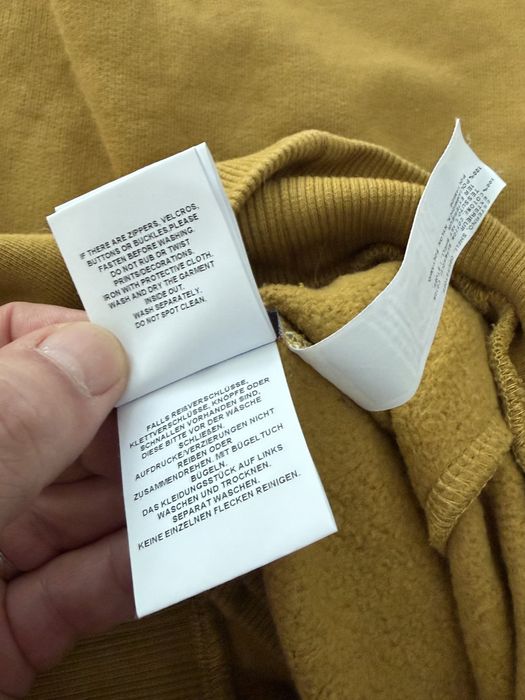 IF THERE ARE ZIPPERS, VELCROS,
BUTTONS OR BUCKLES,PLEASE
FASTEN BEFORE WASHING.
DO NOT RUB OR TWIST
PRINTS/DECORATIONS.
IRON WITH PROTECTIVE CLOTH.
WASH AND DRY THE GARMENT
INSIDE OUT.
WASH SEPARATELY.
DO NOT SPOT CLEAN.
FALLS REIßVERSCHLÜSSE,
KLETTVERSCHLÜSSE, KNÖPFE ODER
SCHNALLEN VORHANDEN SIND,
DIESE BITTE VOR DER WÄSCHE
SCHLIEßEN.
AUFDRUCKE/VERZIERUNGEN NICHT
REIBEN ODER
ZUSAMMENDREHEN. MIT BÜGELTUCH
BÜGELN.
DAS KLEIDUNGSSTÜCK AUF LINKS
WASCHEN UND TROCKNEN.
SEPARAT WASCHEN.
KEINE EINZELNEN FLECKEN REINIGEN.